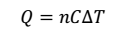 Q = nCΔT